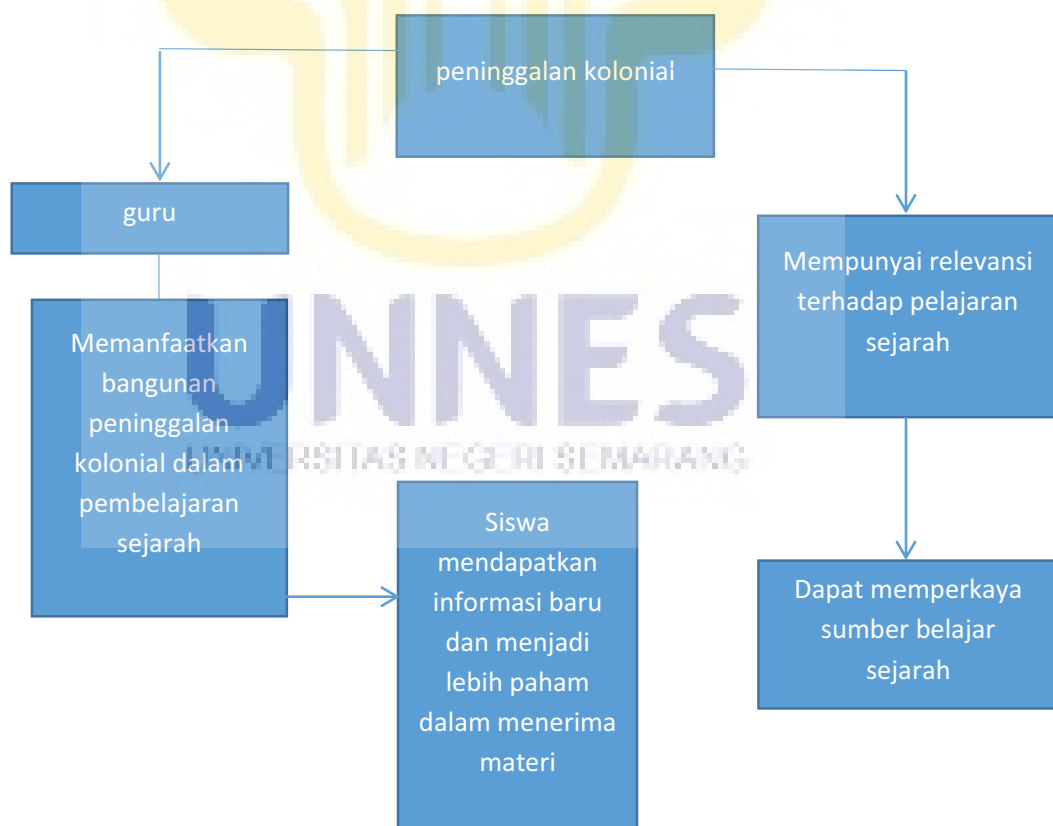 peninggalan kolonial
guru
Mempunyai relevansi
terhadap pelajaran
sejarah
Memanfaatkan
bangunan
peninggalan
kolonial dalam
pembelajaran
sejarah
UNNES
UNIVERSITAS NEGERI SEMARANG
Siswa
mendapatkan
informasi baru
dan menjadi
lebih paham
dalam menerima
materi
Dapat memperkaya
sumber belajar
sejarah